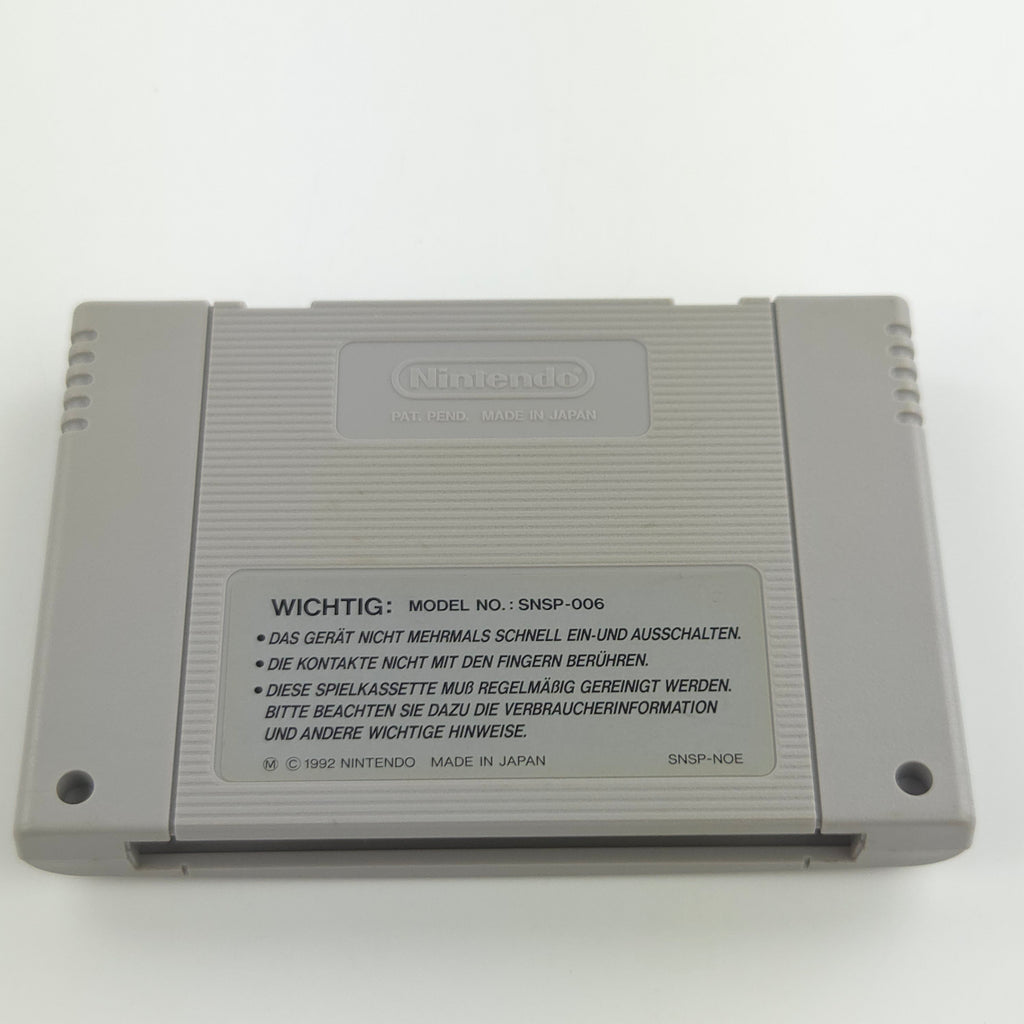 Nintendo
PAT. PEND. MADE IN JAPAN
WICHTIG: MODEL NO.: SNSP-006
• DAS GERÄT NICHT MEHRMALS SCHNELL EIN-UND AUSSCHALTEN.
• DIE KONTAKTE NICHT MIT DEN FINGERN BERÜHREN.
• DIESE SPIELKASSETTE MUß REGELMÄßIG GEREINIGT WERDEN.
BITTE BEACHTEN SIE DAZU DIE VERBRAUCHERINFORMATION
UND ANDERE WICHTIGE HINWEISE.
Ⓜ © 1992 NINTENDO MADE IN JAPAN SNSP-NOE